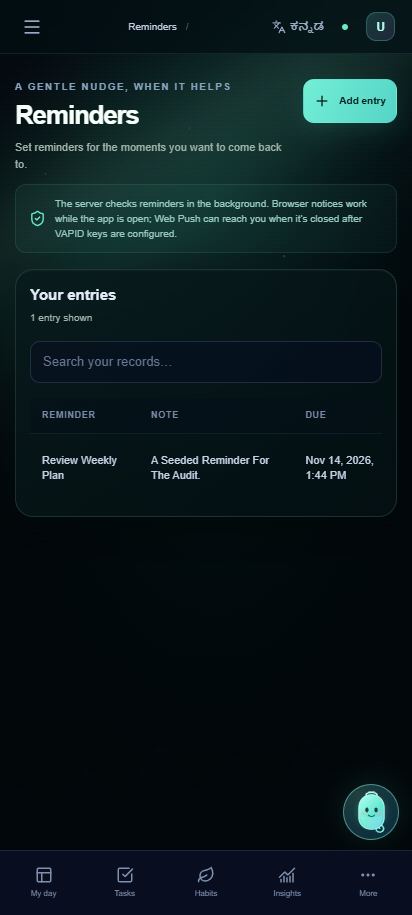 Reminders /
ಕನ್ನಡ
U
A GENTLE NUDGE, WHEN IT HELPS
Reminders
Add entry
Set reminders for the moments you want to come back
to.
The server checks reminders in the background. Browser notices work
while the app is open; Web Push can reach you when it's closed after
VAPID keys are configured.
Your entries
1 entry shown
Search your records…
REMINDER NOTE DUE
Review Weekly A Seeded Reminder For Nov 14, 2026,
Plan The Audit. 1:44 PM
My day Tasks Habits Insights More